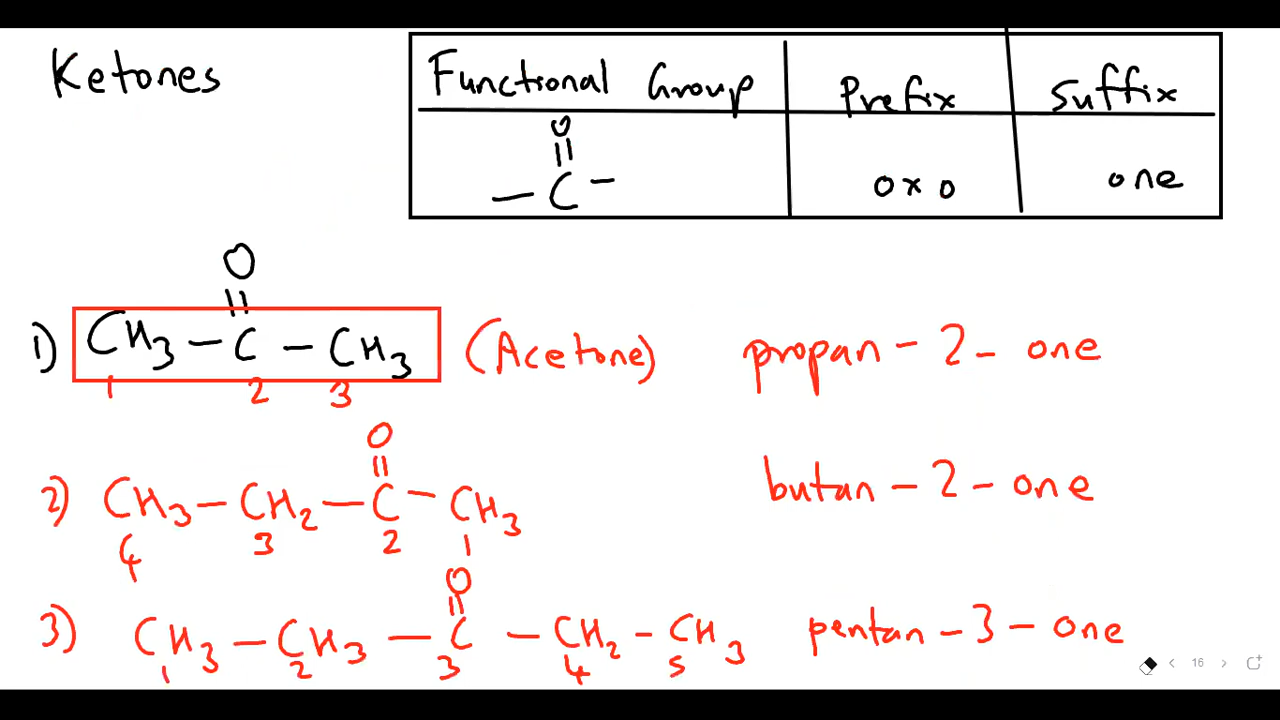 Ketones
Functional Group Prefix Suffix
O
||
— C — oxo one
O
||
1) CH3 — C — CH3 (Acetone) propan - 2 - one
1 2 3
O
||
2) CH3 — CH2 — C — CH3 butan - 2 - one
4 3 2 1
O
||
3) CH3 — CH3 — C — CH2 — CH3 pentan - 3 - one
1 2 3 4 5
16